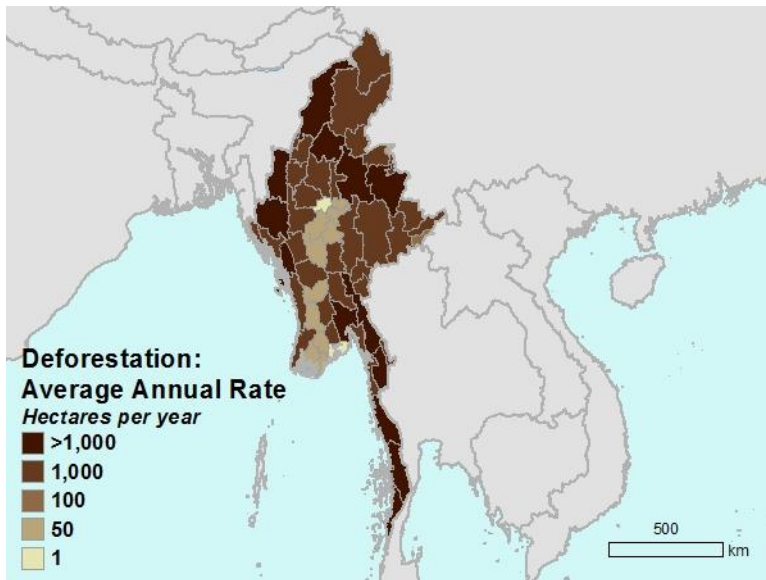 Deforestation:
Average Annual Rate
Hectares per year
>1,000
1,000
100
50
1
500
km